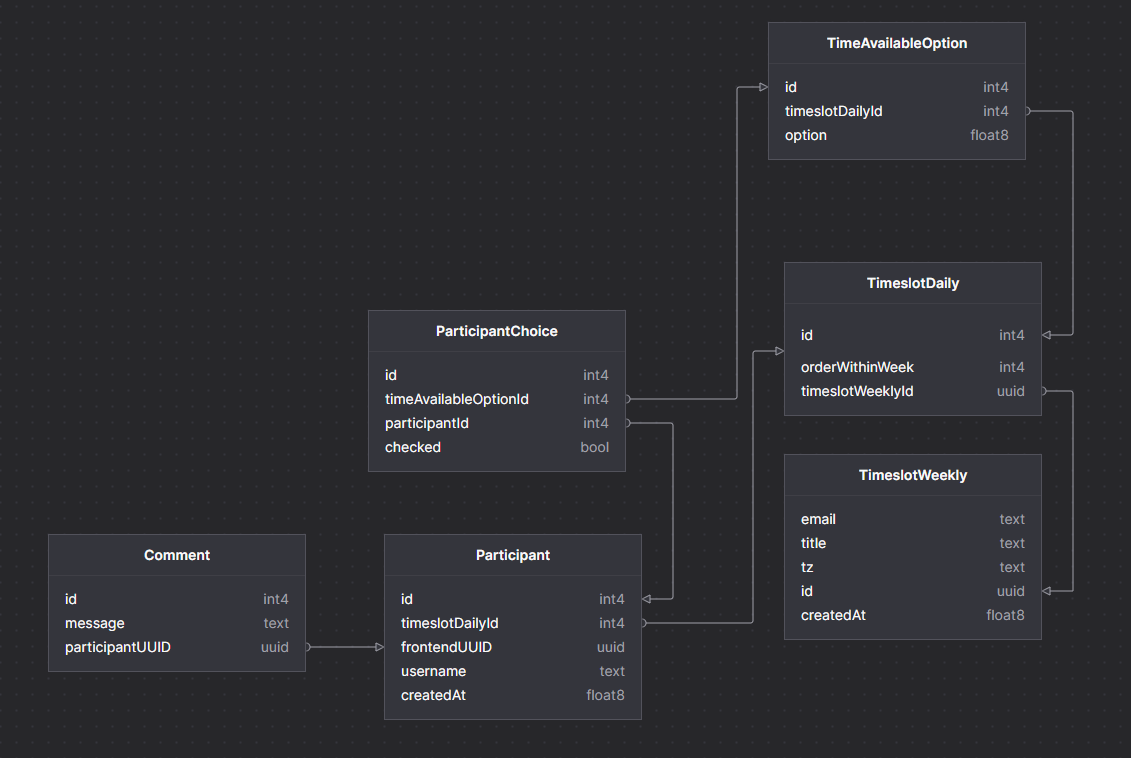 TimeAvailableOption
id int4
timeslotDailyId int4
option float8
TimeslotDaily
id int4
orderWithinWeek int4
timeslotWeeklyId uuid
ParticipantChoice
id int4
timeAvailableOptionId int4
participantId int4
checked bool
TimeslotWeekly
email text
title text
tz text
id uuid
createdAt float8
Comment
id int4
message text
participantUUID uuid
Participant
id int4
timeslotDailyId int4
frontendUUID uuid
username text
createdAt float8